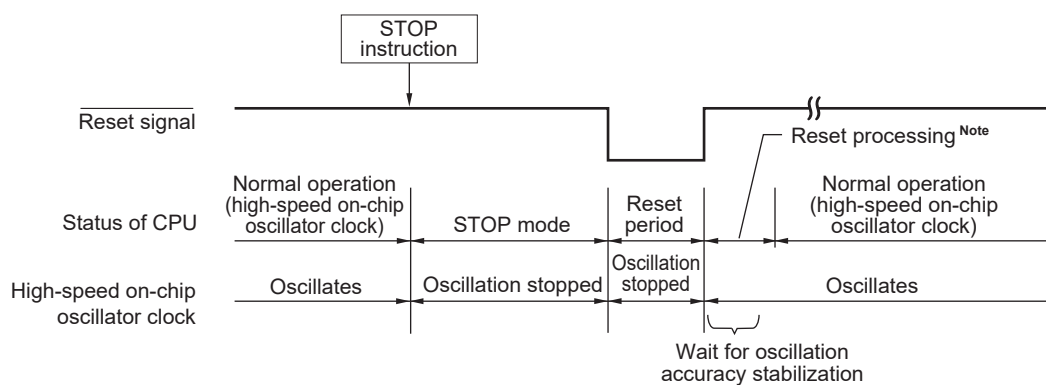 STOP
instruction
Reset signal
Reset processing Note
Status of CPU
Normal operation
(high-speed on-chip
oscillator clock)
STOP mode
Reset
period
Normal operation
(high-speed on-chip
oscillator clock)
High-speed on-chip
oscillator clock
Oscillates
Oscillation stopped
Oscillation
stopped
Oscillates
Wait for oscillation
accuracy stabilization